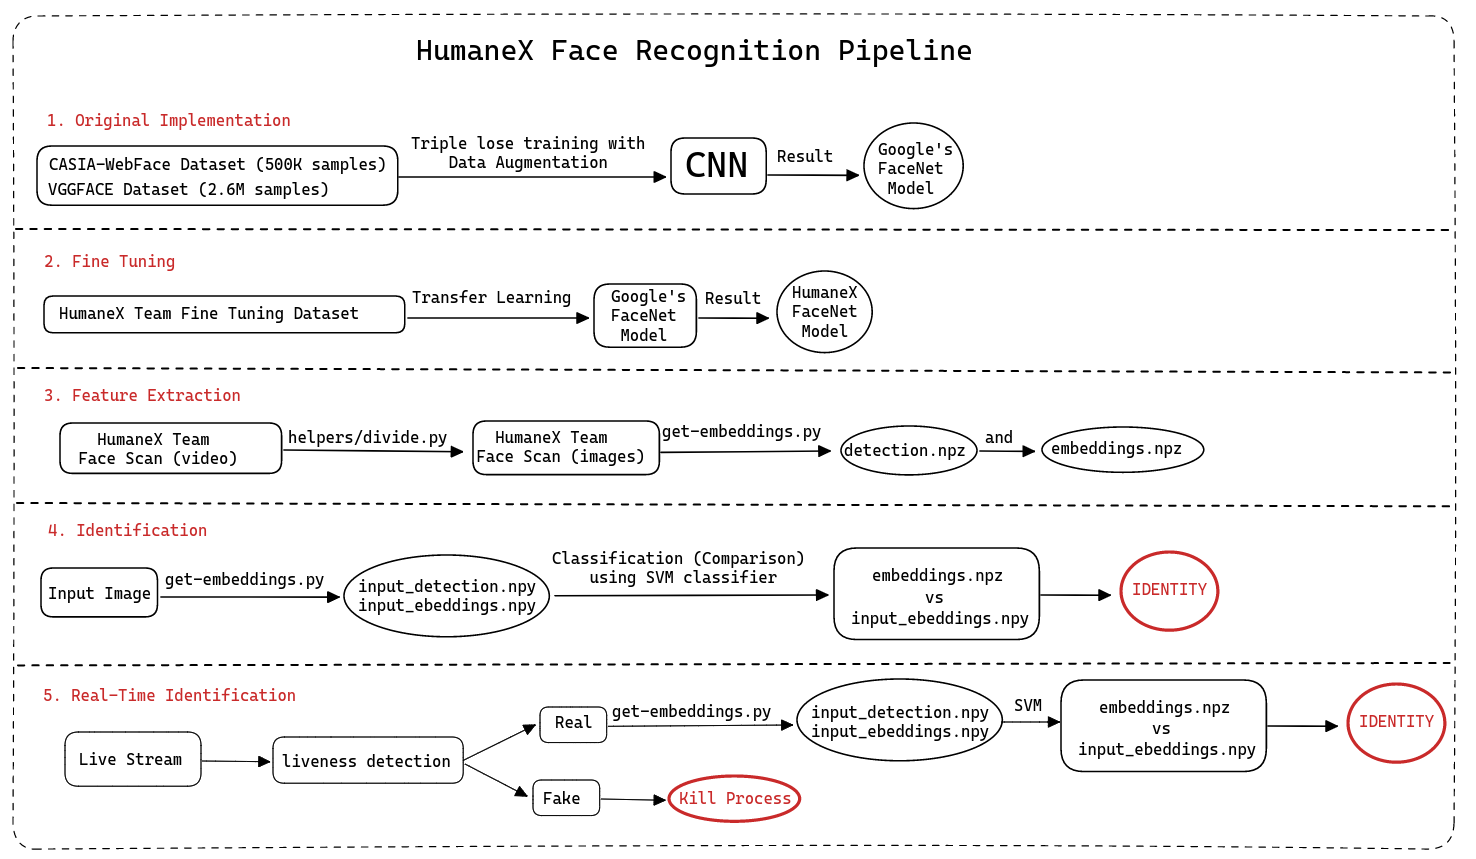 HumaneX Face Recognition Pipeline
1. Original Implementation
CASIA-WebFace Dataset (500K samples)
VGGFACE Dataset (2.6M samples)
Triple lose training with
Data Augmentation
CNN
Result
Google's
FaceNet
Model
2. Fine Tuning
HumaneX Team Fine Tuning Dataset
Transfer Learning
Google's
FaceNet
Model
Result
HumaneX
FaceNet
Model
3. Feature Extraction
HumaneX Team
Face Scan (video)
helpers/divide.py
HumaneX Team
Face Scan (images)
get-embeddings.py
detection.npz
and
embeddings.npz
4. Identification
Input Image
get-embeddings.py
input_detection.npy
input_ebeddings.npy
Classification (Comparison)
using SVM classifier
embeddings.npz
vs
input_ebeddings.npy
IDENTITY
5. Real-Time Identification
Live Stream
liveness detection
Real
get-embeddings.py
input_detection.npy
input_ebeddings.npy
SVM
embeddings.npz
vs
input_ebeddings.npy
IDENTITY
Fake
Kill Process